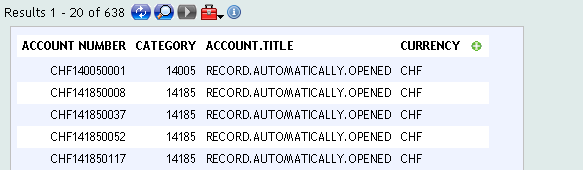 Results 1 - 20 of 638
ACCOUNT NUMBER CATEGORY ACCOUNT.TITLE CURRENCY
CHF140050001 14005 RECORD.AUTOMATICALLY.OPENED CHF
CHF141850008 14185 RECORD.AUTOMATICALLY.OPENED CHF
CHF141850037 14185 RECORD.AUTOMATICALLY.OPENED CHF
CHF141850052 14185 RECORD.AUTOMATICALLY.OPENED CHF
CHF141850117 14185 RECORD.AUTOMATICALLY.OPENED CHF